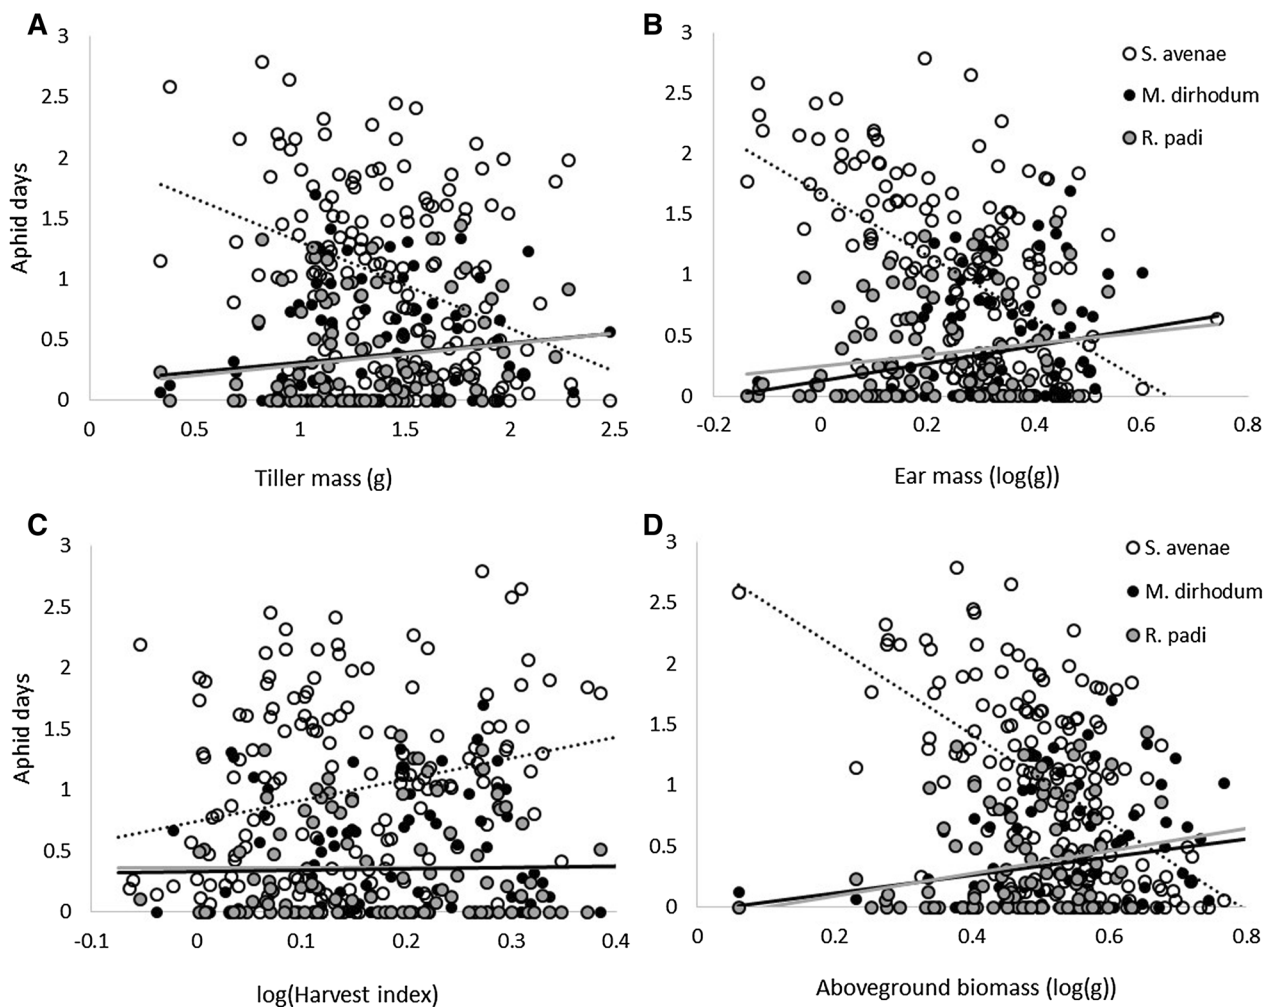 A
3
2.5
2
1.5
1
0.5
0
Aphid days
0 0.5 1 1.5 2 2.5
Tiller mass (g)
B
3
2.5
2
1.5
1
0.5
0
-0.2 0 0.2 0.4 0.6 0.8
Ear mass (log(g))
S. avenae
M. dirhodum
R. padi
C
3
2.5
2
1.5
1
0.5
0
Aphid days
-0.1 0 0.1 0.2 0.3 0.4
log(Harvest index)
D
3
2.5
2
1.5
1
0.5
0
0 0.2 0.4 0.6 0.8
Aboveground biomass (log(g))
S. avenae
M. dirhodum
R. padi